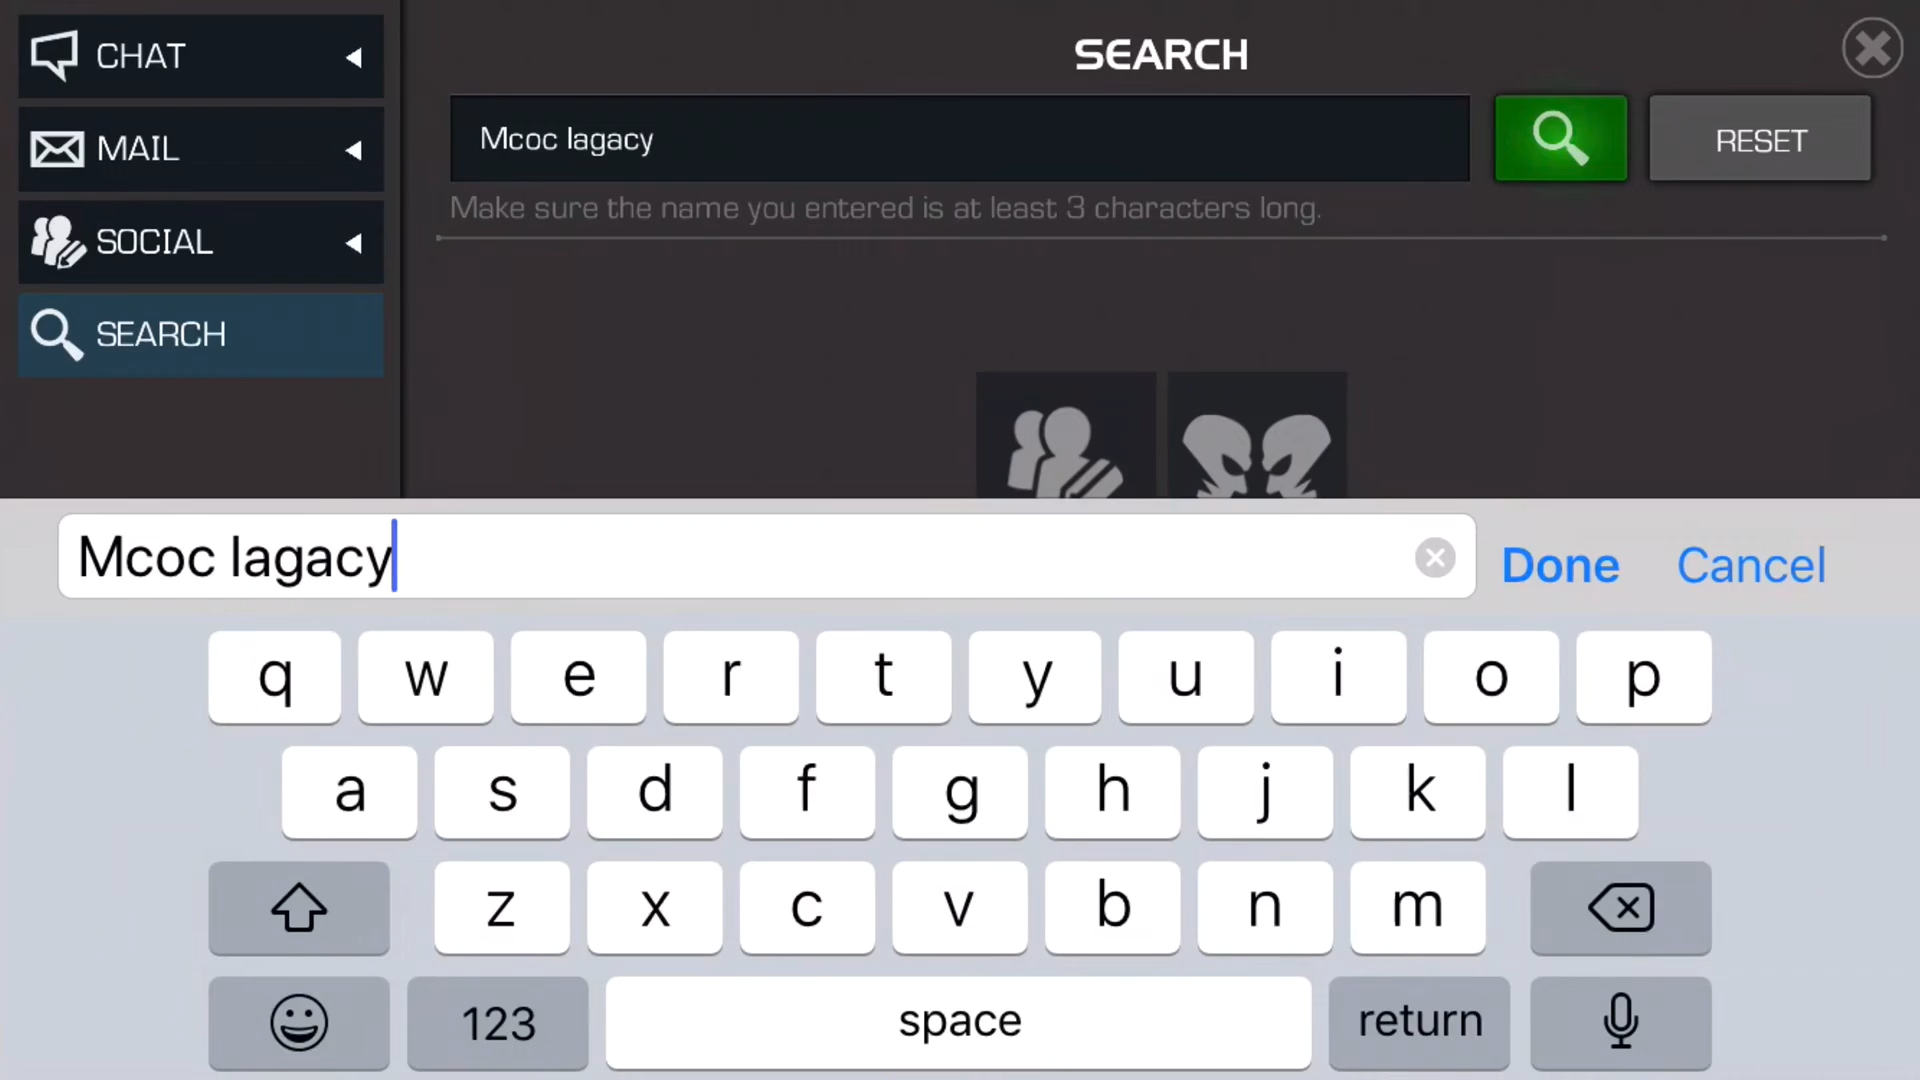 CHAT
MAIL
SOCIAL
SEARCH
SEARCH
Mcoc lagacy
RESET
Make sure the name you entered is at least 3 characters long.
Mcoc lagacy
Done Cancel
q w e r t y u i o p
a s d f g h j k l
z x c v b n m
123 space return